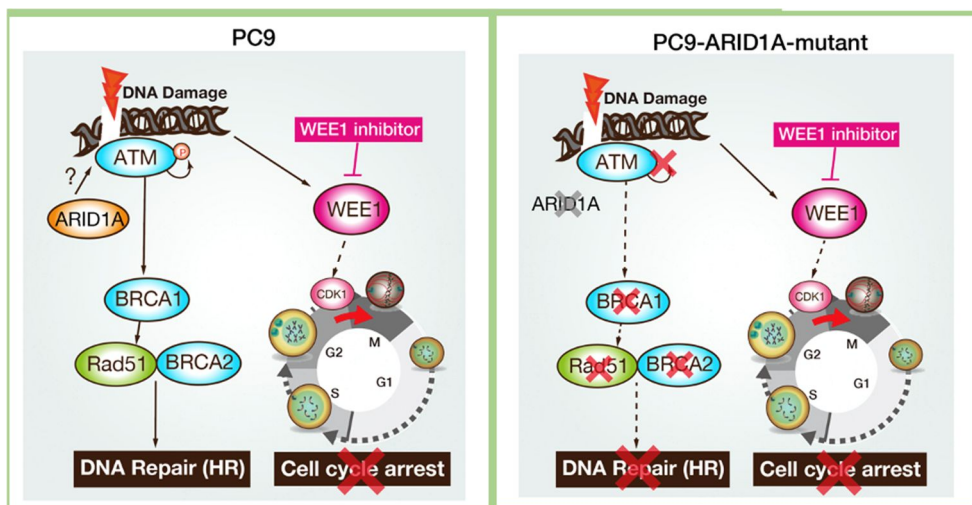 PC9
DNA Damage
WEE1 inhibitor
ATM
P
?
ARID1A
WEE1
BRCA1
CDK1
Rad51
BRCA2
G2
M
G1
S
DNA Repair (HR)
Cell cycle arrest
PC9-ARID1A-mutant
DNA Damage
WEE1 inhibitor
ATM
ARID1A
WEE1
BRCA1
CDK1
Rad51
BRCA2
G2
M
G1
S
DNA Repair (HR)
Cell cycle arrest